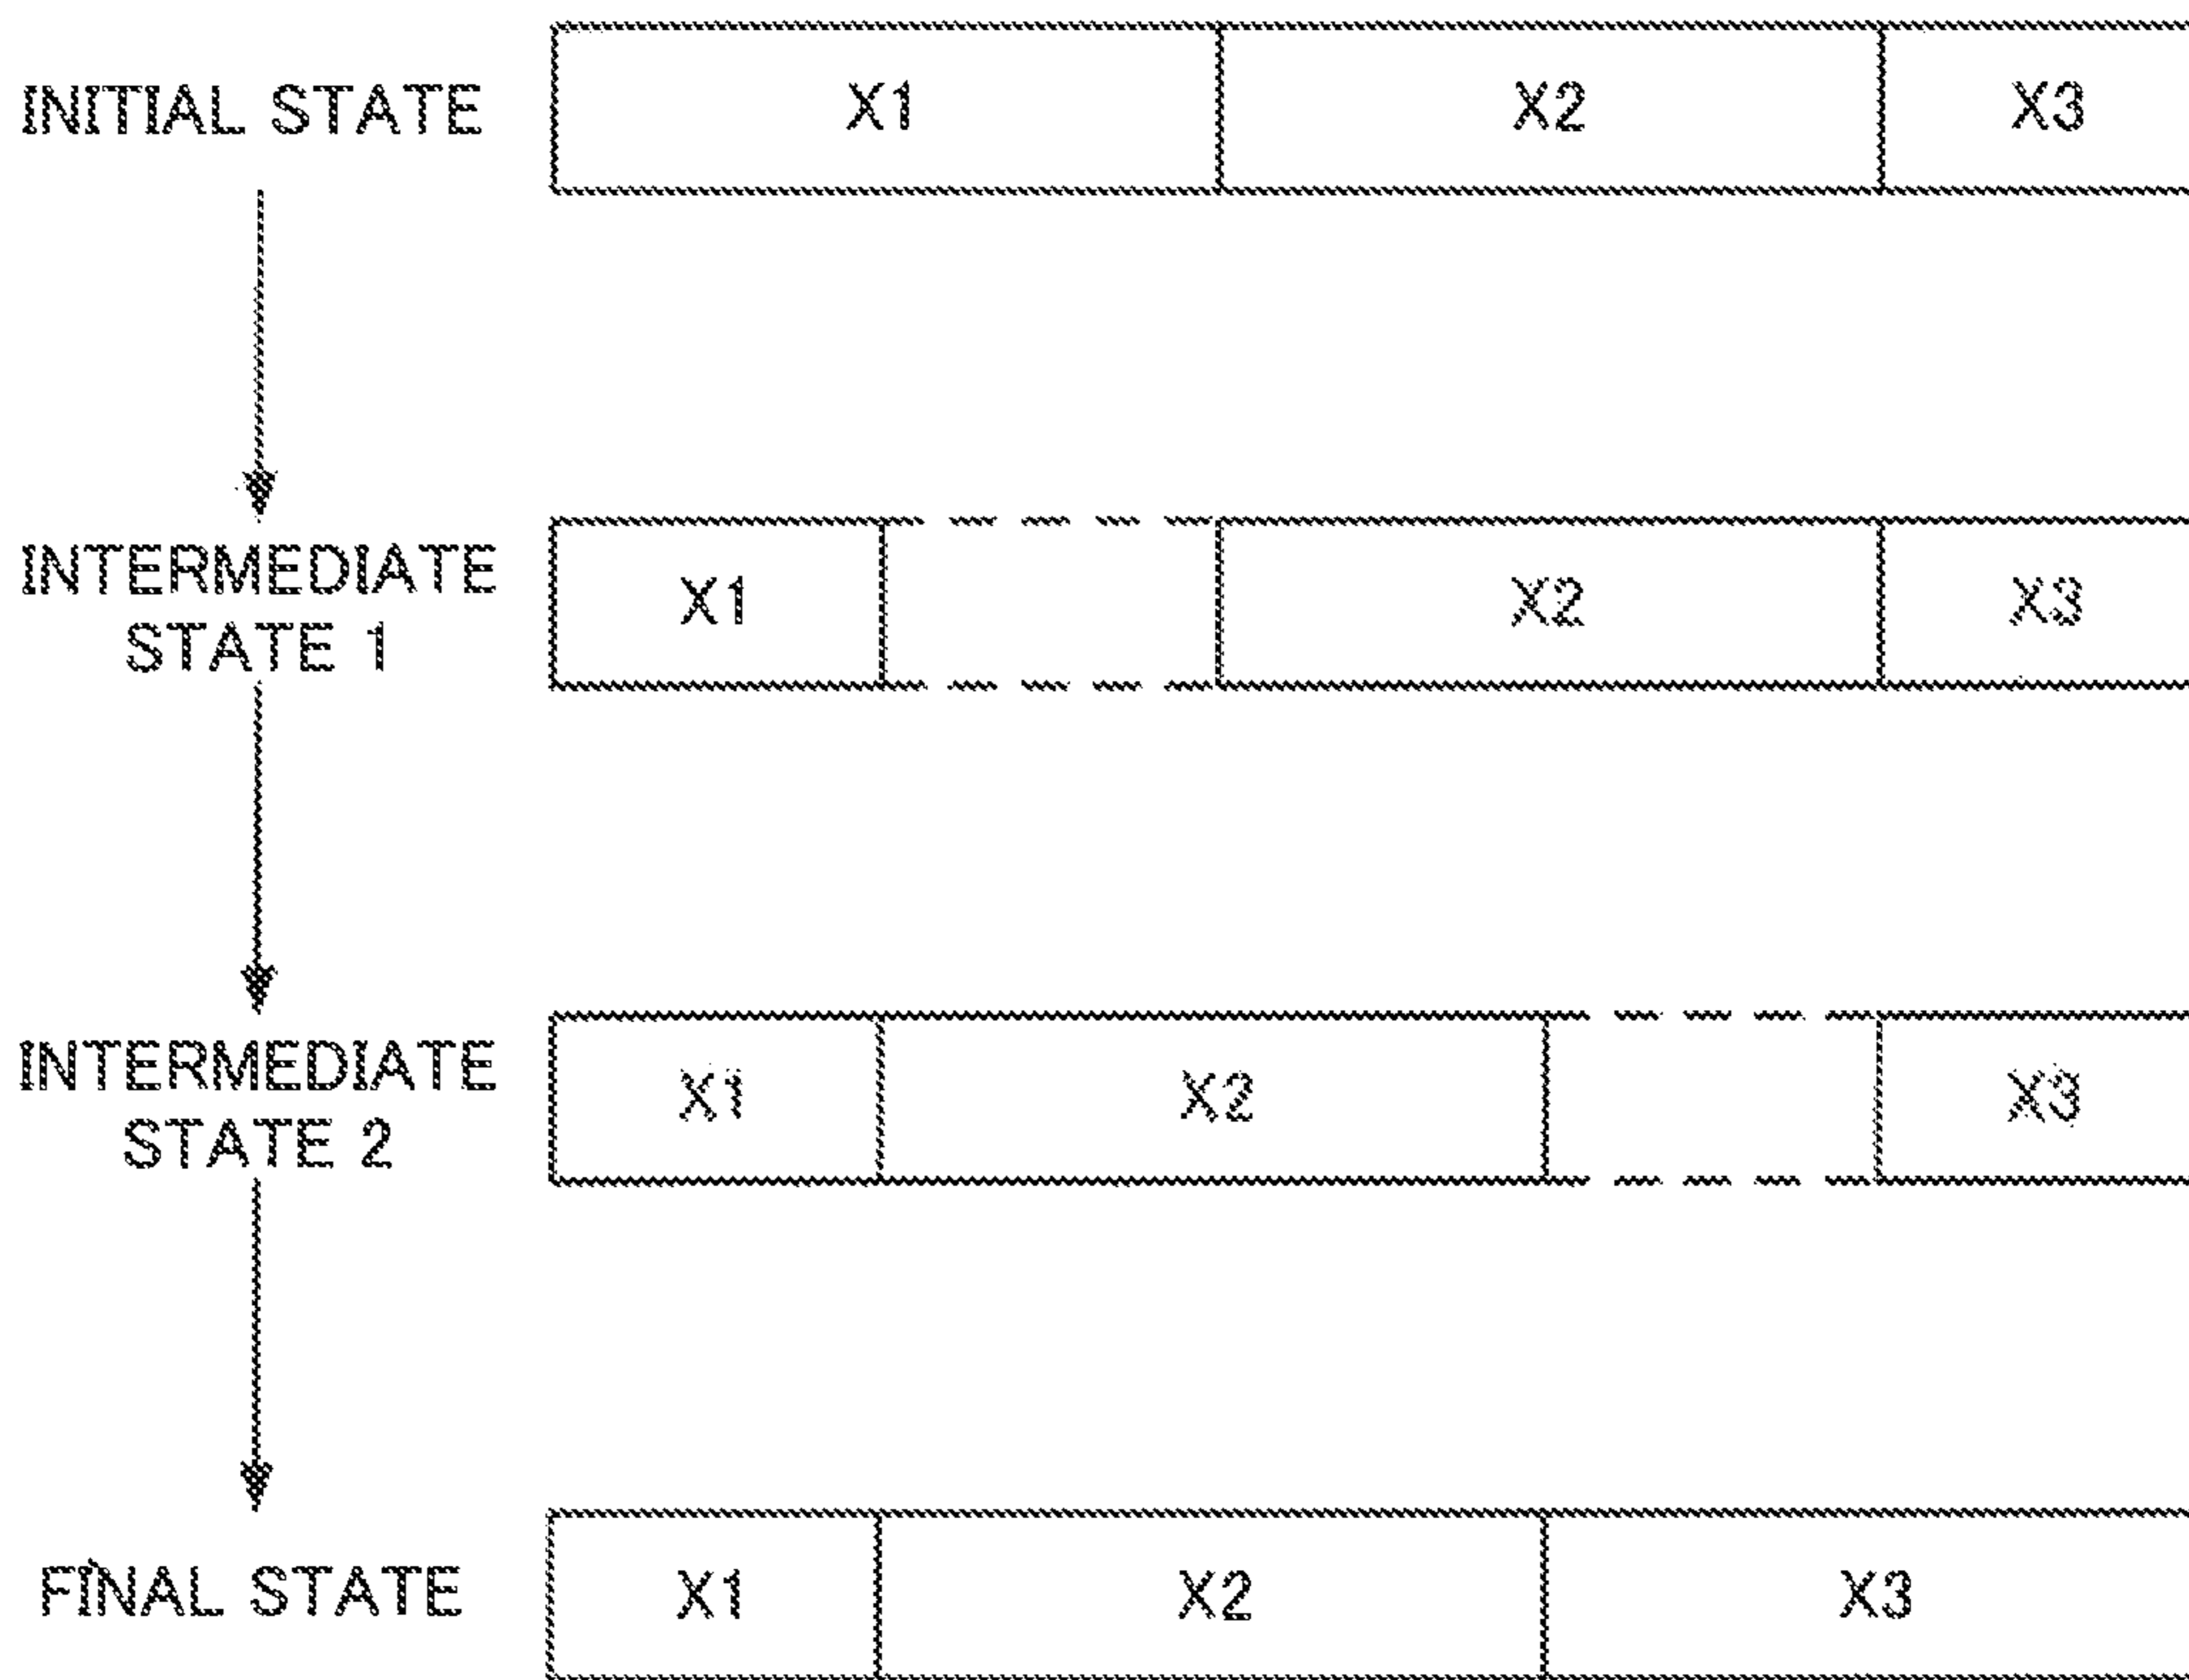 INITIAL STATE
X1 X2 X3
INTERMEDIATE
STATE 1
X1 X2 X3
INTERMEDIATE
STATE 2
X1 X2 X3
FINAL STATE
X1 X2 X3